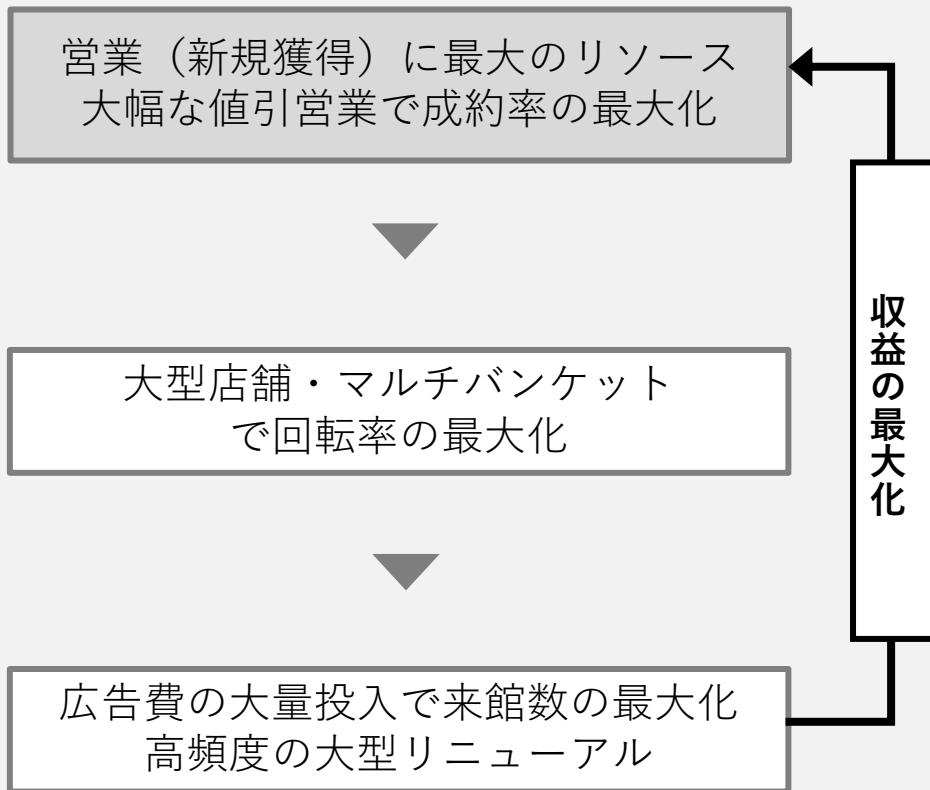 営業（新規獲得）に最大のリソース
大幅な値引営業で成約率の最大化
大型店舗・マルチバンケット
で回転率の最大化
広告費の大量投入で来館数の最大化
高頻度の大型リニューアル
収益の最大化